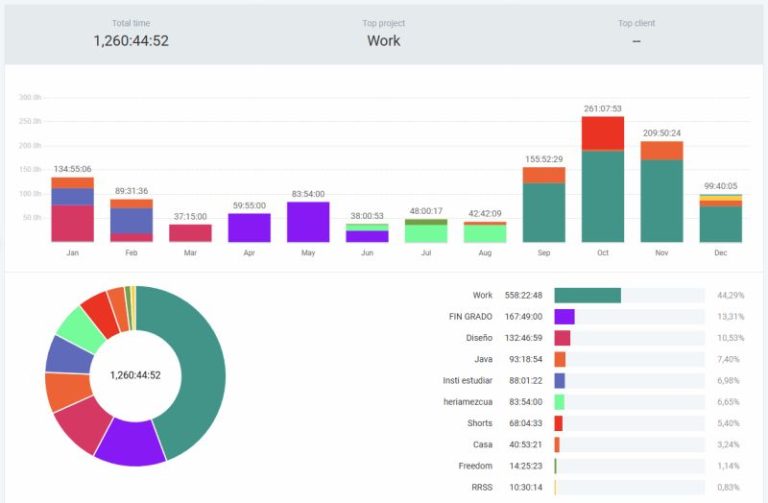 Total time Top project Top client
1,260:44:52 Work –
300.0h
250.0h
200.0h
150.0h
100.0h
50.0h
134:55:06
89:31:36
37:15:00
59:55:00
83:54:00
38:00:53
48:00:17
42:42:09
155:52:29
261:07:53
209:50:24
99:40:05
Jan Feb Mar Apr May Jun Jul Aug Sep Oct Nov Dec
1,260:44:52
Work 558:22:48 44,29%
FIN GRADO 167:49:00 13,31%
Diseño 132:46:59 10,53%
Java 93:18:54 7,40%
Insti estudiar 88:01:22 6,98%
heriamezcua 83:54:00 6,65%
Shorts 68:04:33 5,40%
Casa 40:53:21 3,24%
Freedom 14:25:23 1,14%
RRSS 10:30:14 0,83%